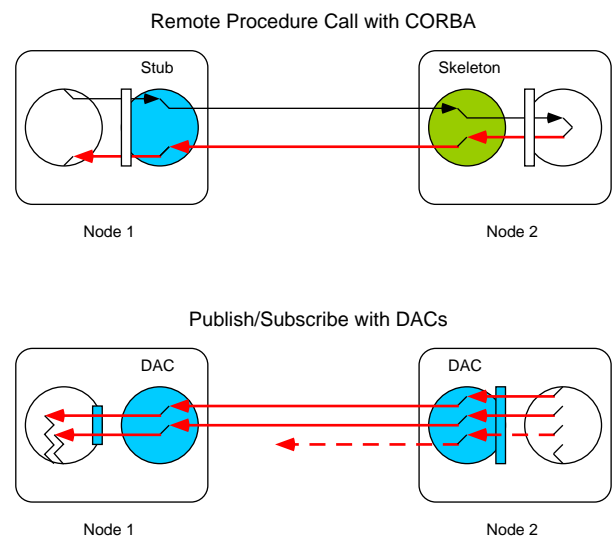 Remote Procedure Call with CORBA
Stub
Skeleton
Node 1
Node 2
Publish/Subscribe with DACs
DAC
DAC
Node 1
Node 2